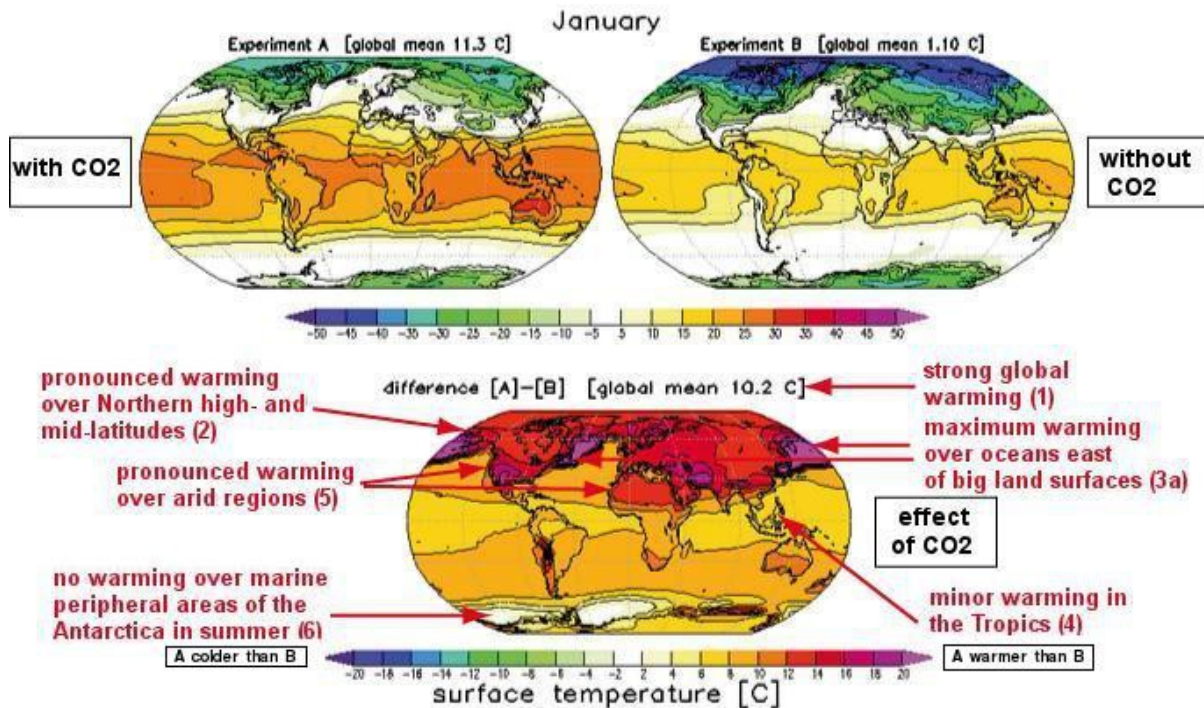 January
Experiment A [global mean 11.3 C]
Experiment B [global mean 1.10 C]
with CO2
without
CO2
-50 -45 -40 -35 -30 -25 -20 -15 -10 -5 5 10 15 20 25 30 35 40 45 50
pronounced warming
over Northern high- and
mid-latitudes (2)
difference [A]-[B] [global mean 10.2 C]
strong global
warming (1)
maximum warming
over oceans east
of big land surfaces (3a)
pronounced warming
over arid regions (5)
effect
of CO2
no warming over marine
peripheral areas of the
Antarctica in summer (6)
minor warming in
the Tropics (4)
A colder than B
A warmer than B
-20 -18 -16 -14 -12 -10 -8 -6 -4 -2 2 4 6 8 10 12 14 16 18 20
surface temperature [C]